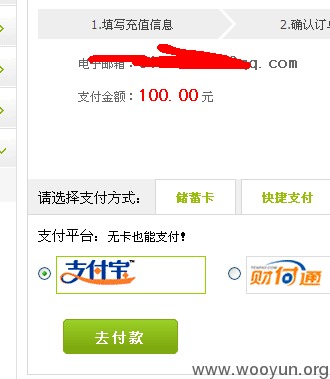 1.填写充值信息
2.确认订
电子邮箱：q.com
支付金额：100.00元
请选择支付方式：
储蓄卡
快捷支付
支付平台：无卡也能支付！
支付宝
财付通
去付款
www.wooyun.org